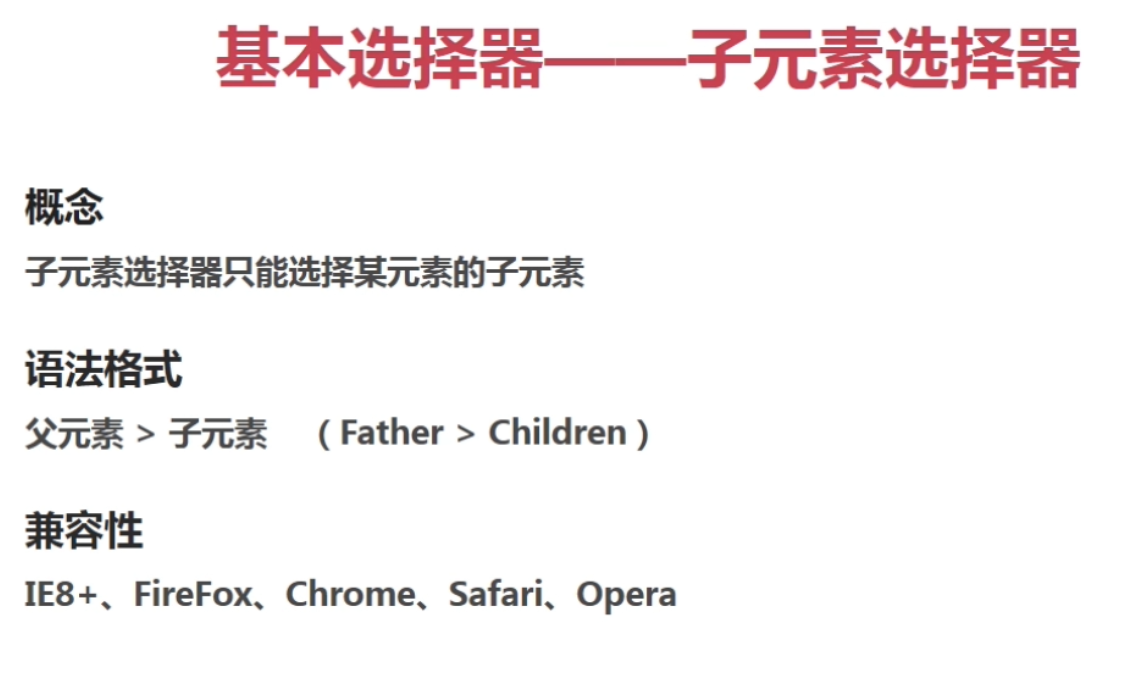 基本选择器——子元素选择器
概念
子元素选择器只能选择某元素的子元素
语法格式
父元素 > 子元素 （ Father > Children ）
兼容性
IE8+、FireFox、Chrome、Safari、Opera